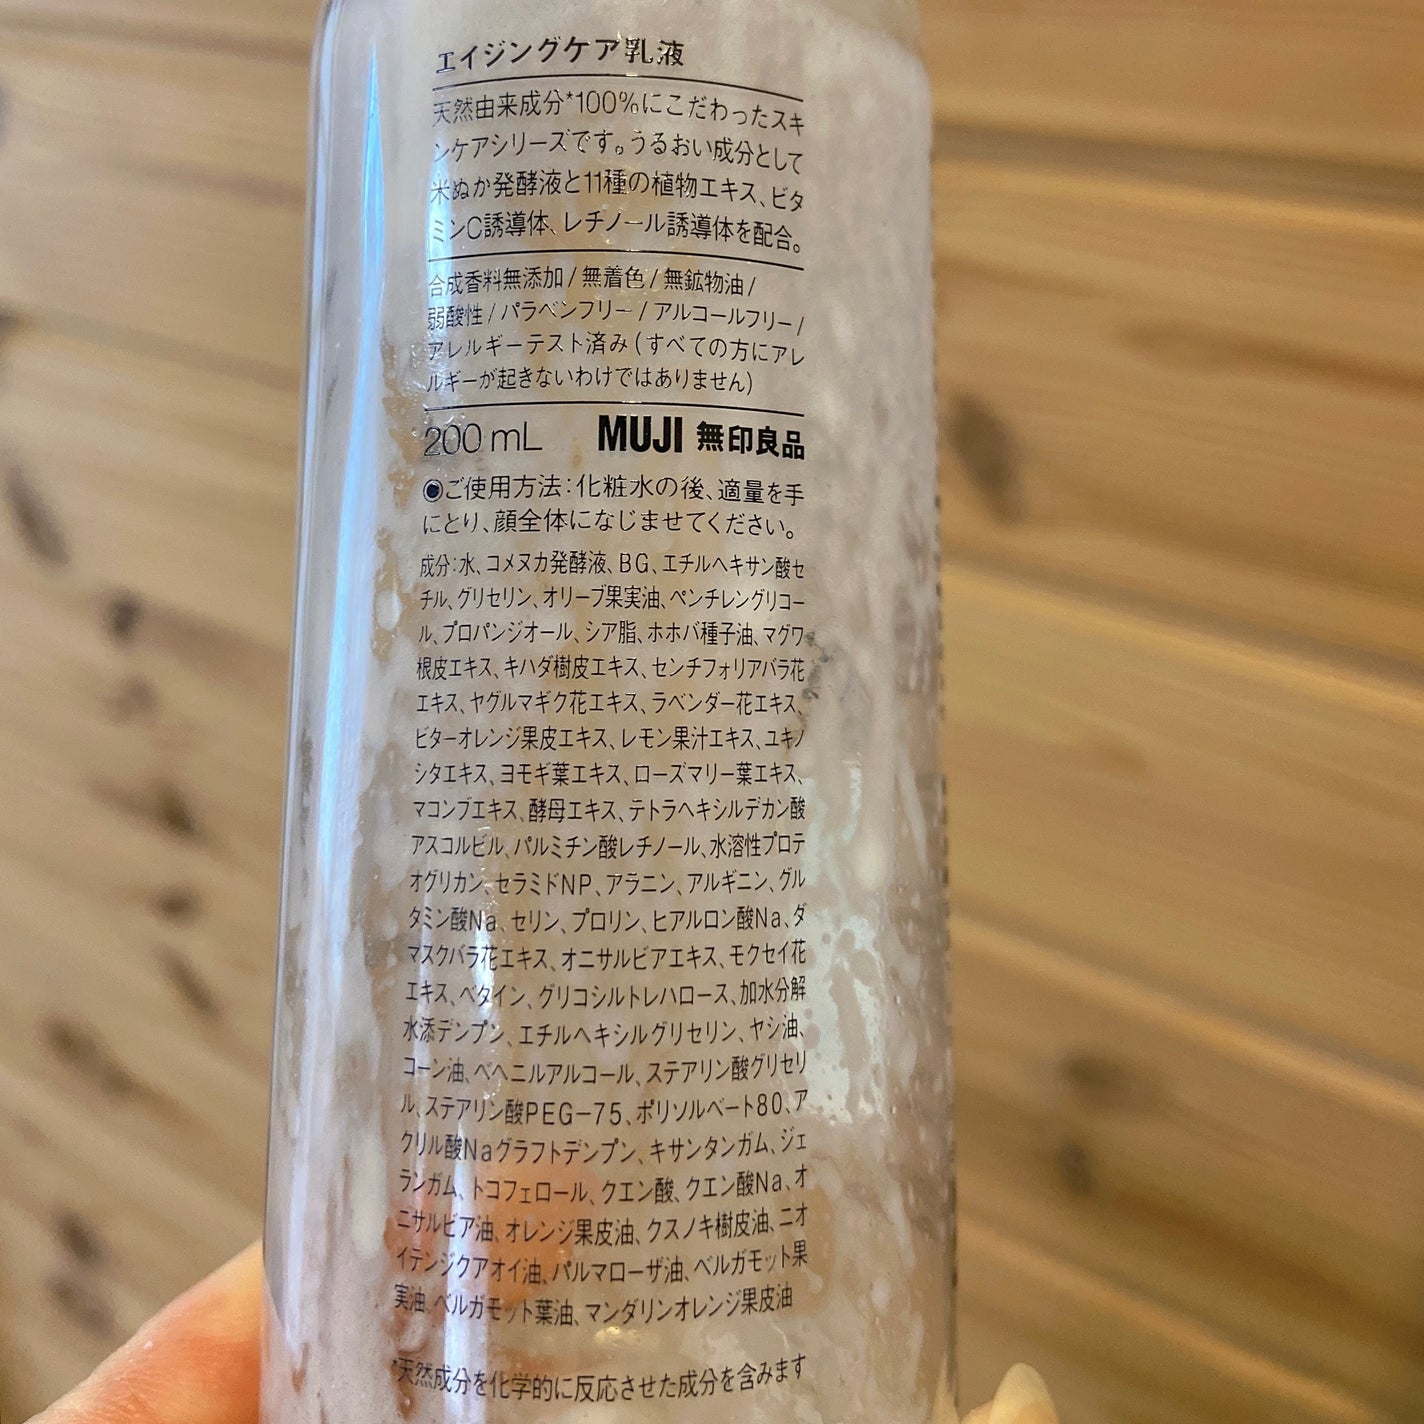 エイジングケア乳液
天然由来成分*100%にこだわったスキ
ンケアシリーズです。うるおい成分として
米ぬか発酵液と11種の植物エキス、ビタ
ミンC誘導体、レチノール誘導体を配合。
合成香料無添加/無着色/無鉱物油/
弱酸性/パラベンフリー/アルコールフリー/
アレルギーテスト済み(すべての方にアレ
ルギーが起きないわけではありません)
200mL MUJI 無印良品
◉ご使用方法:化粧水の後、適量を手
にとり、顔全体になじませてください。
成分:水、コメヌカ発酵液、BG、エチルヘキサン酸セ
チル、グリセリン、オリーブ果実油、ペンチレングリコー
ル、プロパンジオール、シア脂、ホホバ種子油、マグワ
根皮エキス、キハダ樹皮エキス、センチフォリアバラ花
エキス、ヤグルマギク花エキス、ラベンダー花エキス、
ビターオレンジ果皮エキス、レモン果汁エキス、ユキノ
シタエキス、ヨモギ葉エキス、ローズマリー葉エキス、
マコンブエキス、酵母エキス、テトラヘキシルデカン酸
アスコルビル、パルミチン酸レチノール、水溶性プロテ
オグリカン、セラミドNP、アラニン、アルギニン、グル
タミン酸Na、セリン、プロリン、ヒアルロン酸Na、ダ
マスクバラ花エキス、オニサルビアエキス、モクセイ花
エキス、ベタイン、グリコシルトレハロース、加水分解
水添デンプン、エチルヘキシルグリセリン、ヤシ油、
コーン油、ベヘニルアルコール、ステアリン酸グリセリ
ル、ステアリン酸PEG-75、ポリソルベート80、ア
クリル酸Naグラフトデンプン、キサンタンガム、ジェ
ランガム、トコフェロール、クエン酸、クエン酸Na、オ
ニサルビア油、オレンジ果皮油、クスノキ樹皮油、ニオ
イテンジクアオイ油、パルマローザ油、ベルガモット果
実油、ベルガモット葉油、マンダリンオレンジ果皮油
*天然成分を化学的に反応させた成分を含みます